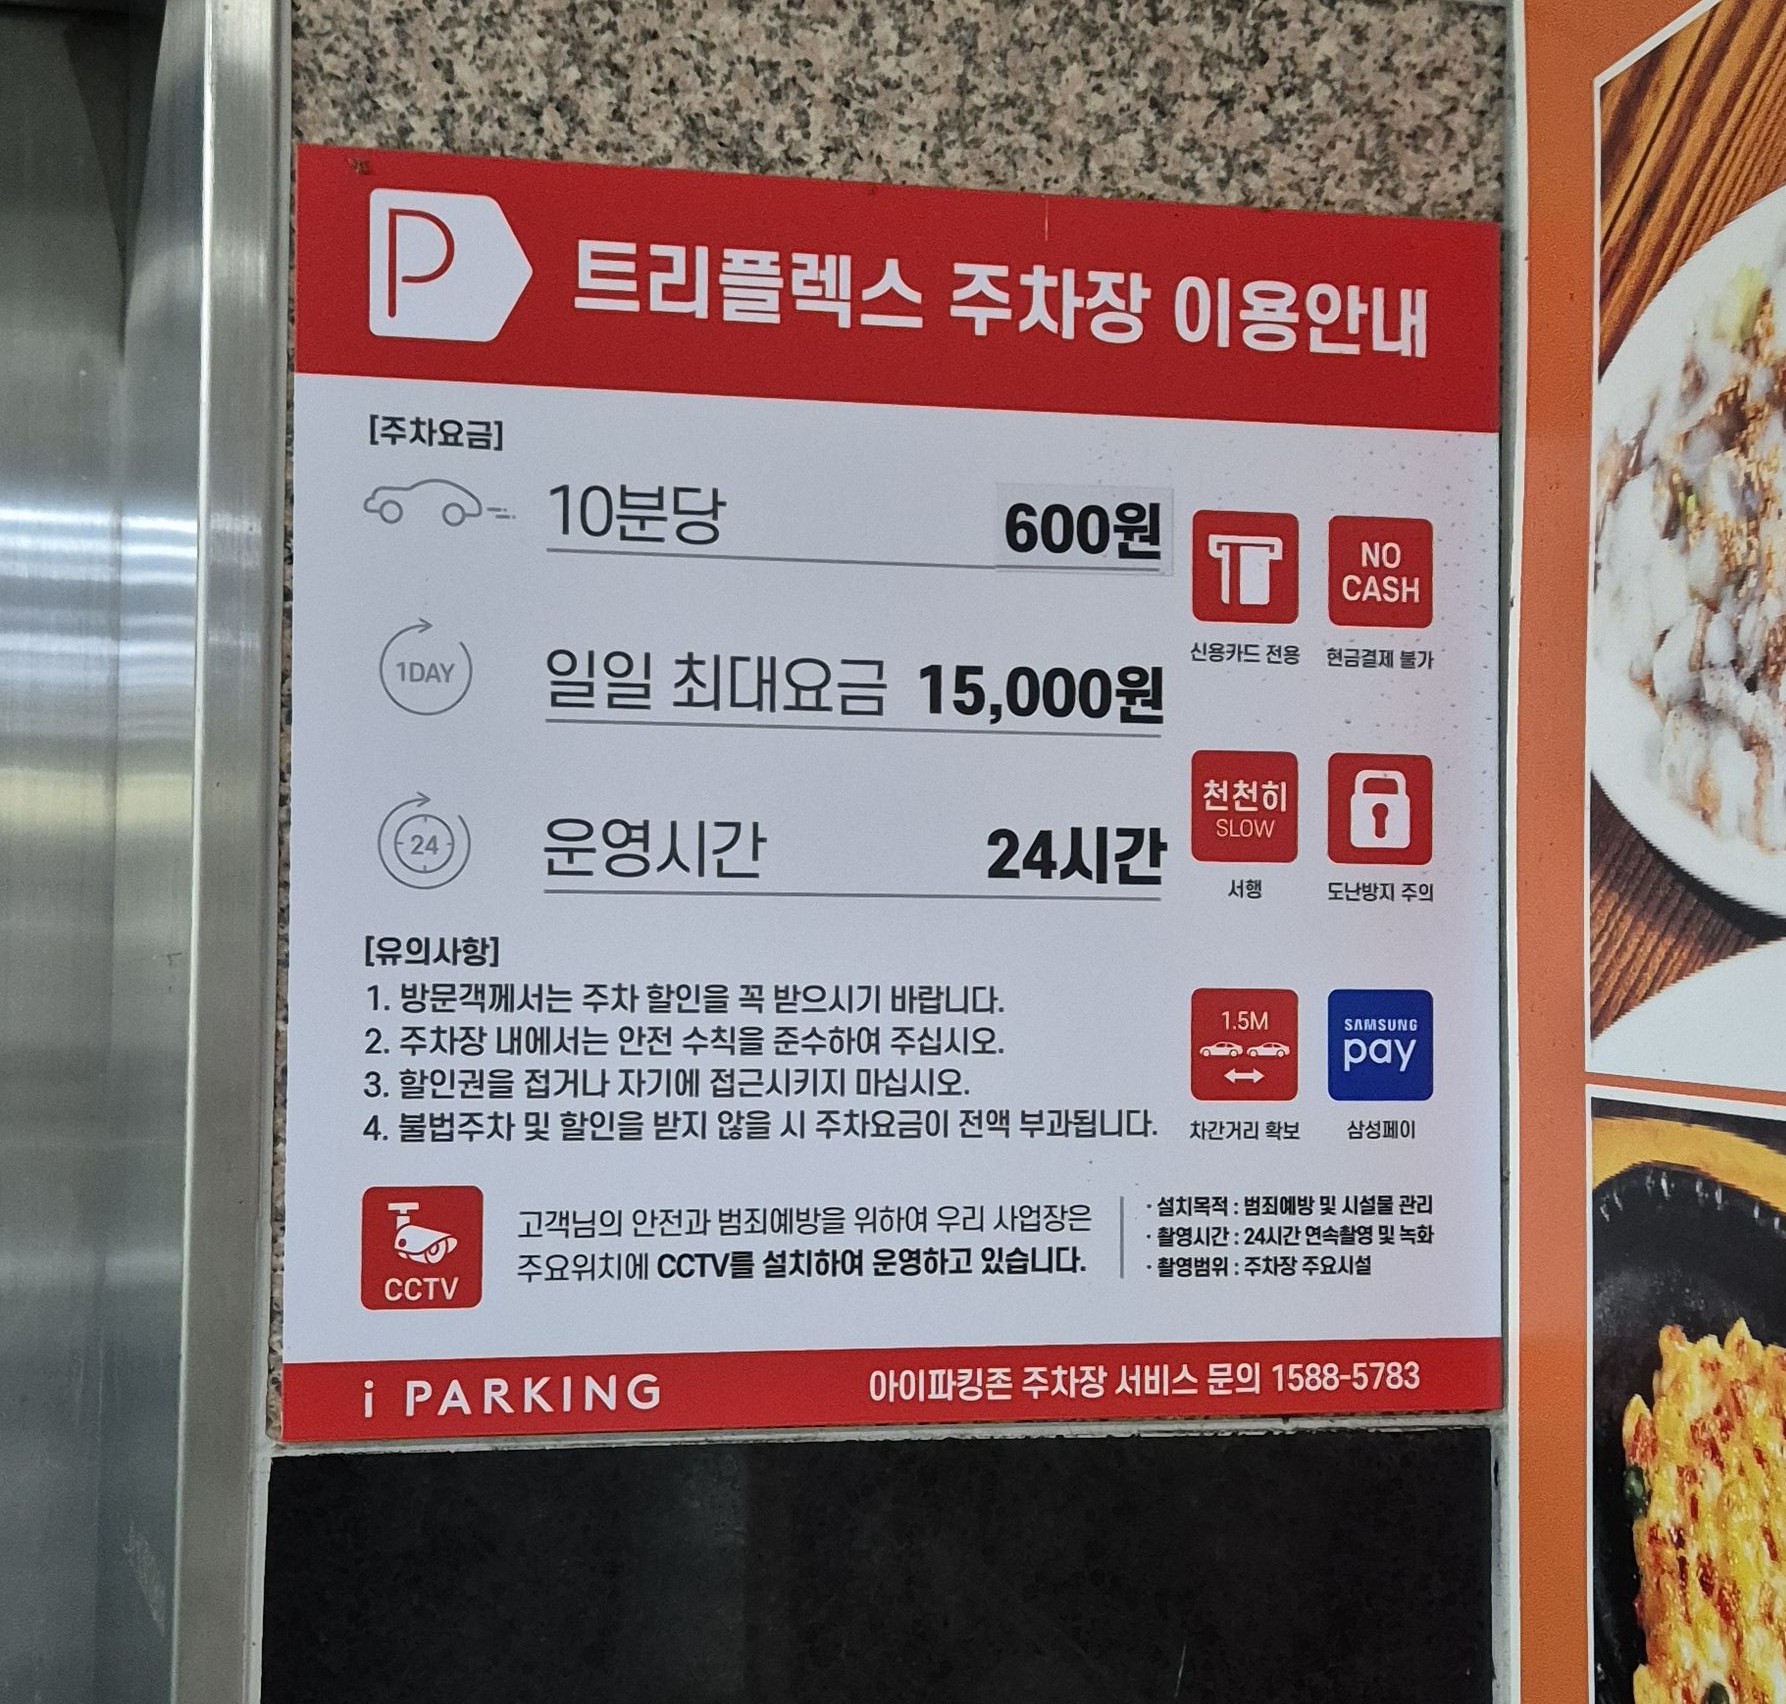 P
트리플렉스 주차장 이용안내
[주차요금]
10분당 600원
1DAY
일일 최대요금 15,000원
24
운영시간 24시간
신용카드 전용
NO
CASH
현금결제 불가
천천히
SLOW
서행
도난방지 주의
[유의사항]
1. 방문객께서는 주차 할인을 꼭 받으시기 바랍니다.
2. 주차장 내에서는 안전 수칙을 준수하여 주십시오.
3. 할인권을 접거나 자기에 접근시키지 마십시오.
4. 불법주차 및 할인을 받지 않을 시 주차요금이 전액 부과됩니다.
1.5M
차간거리 확보
SAMSUNG
pay
삼성페이
CCTV
고객님의 안전과 범죄예방을 위하여 우리 사업장은
주요위치에 CCTV를 설치하여 운영하고 있습니다.
· 설치목적 : 범죄예방 및 시설물 관리
· 촬영시간 : 24시간 연속촬영 및 녹화
· 촬영범위 : 주차장 주요시설
i PARKING
아이파킹존 주차장 서비스 문의 1588-5783